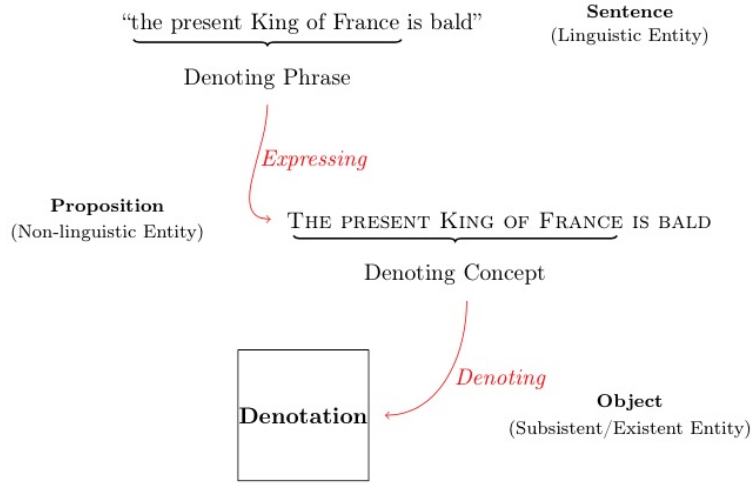 “the present King of France is bald”
Sentence
(Linguistic Entity)
Denoting Phrase
Expressing
Proposition
(Non-linguistic Entity)
THE PRESENT KING OF FRANCE IS BALD
Denoting Concept
Denoting
Denotation
Object
(Subsistent/Existent Entity)